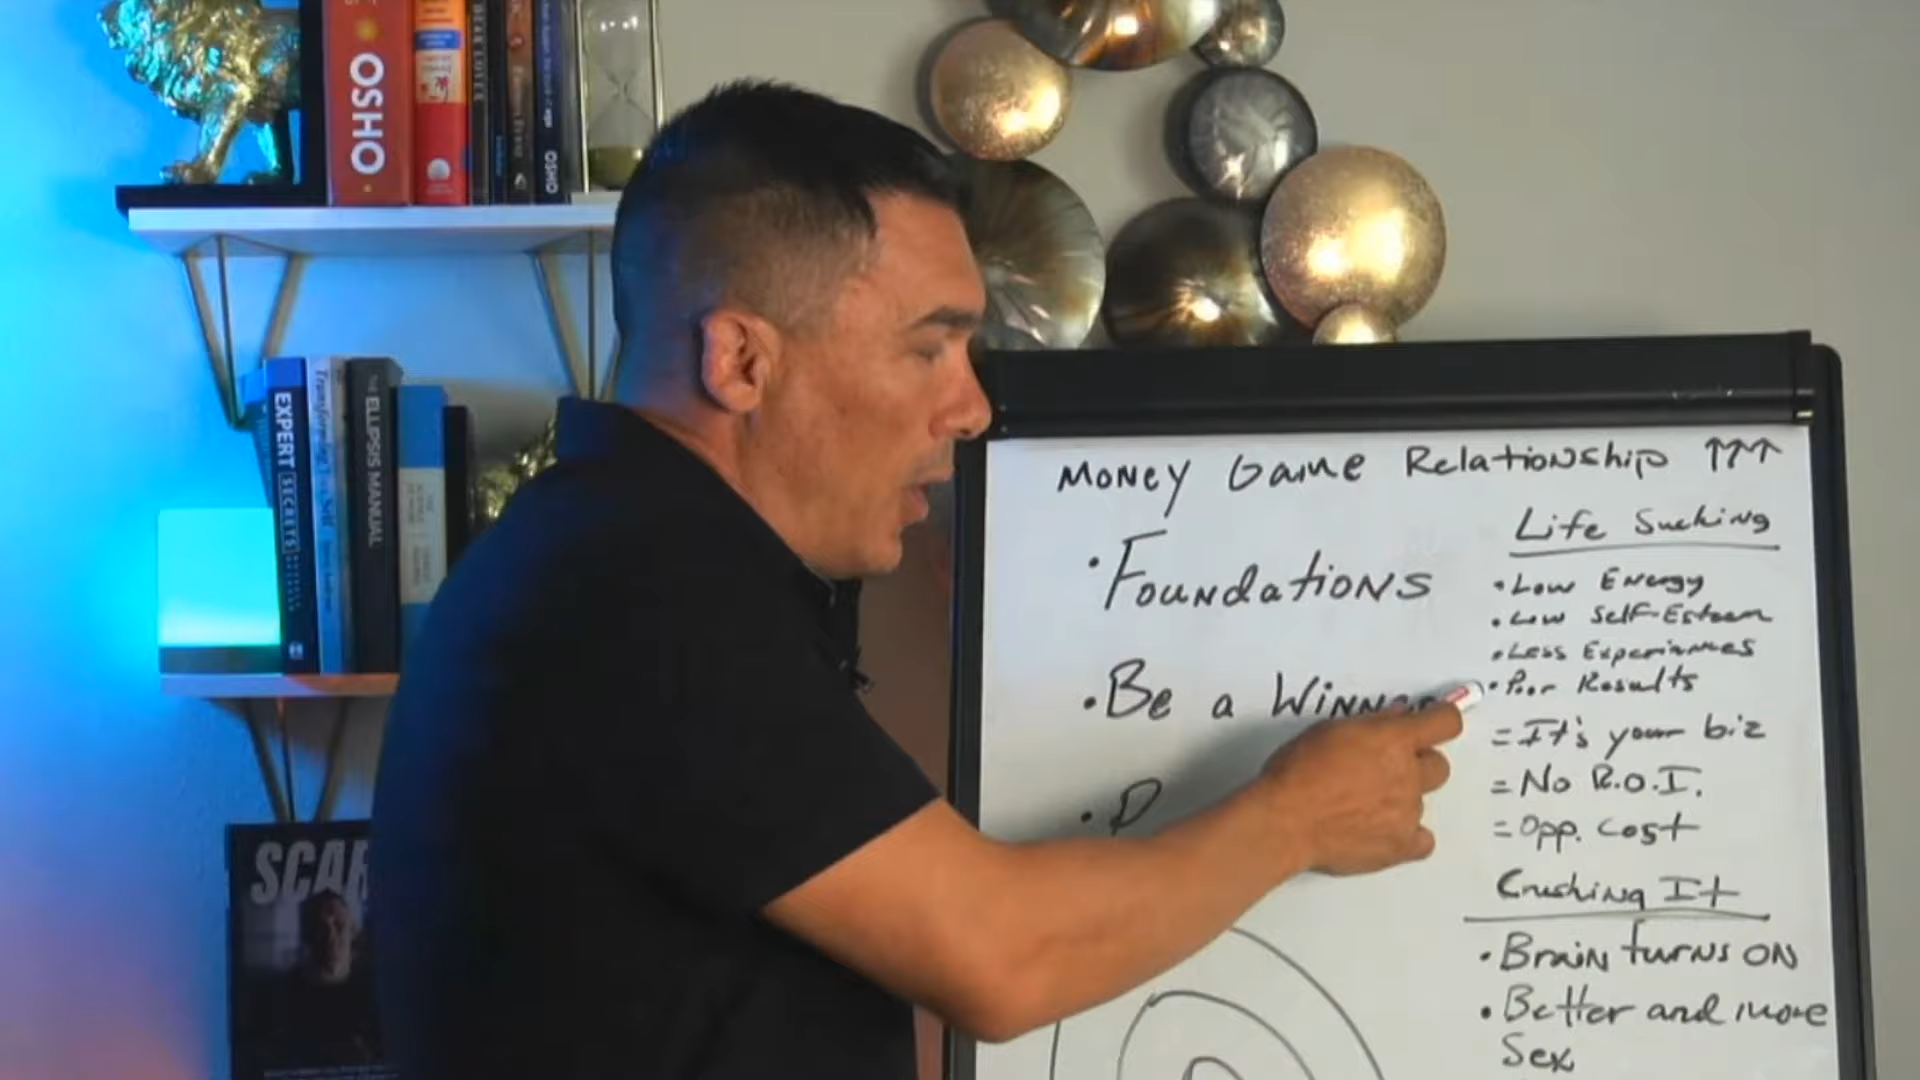 OSHO
OSHO
EXPERT SECRETS
Transforming
THE ELLIPSIS MANUAL
SCAR
MONEY Game Relationship ↑↑↑
• Foundations
• Be a Winner
Life Sucking
• Low Energy
• Low Self-Esteem
• Less Experiences
• Poor Results
= It's your biz
= No R.O.I.
= Opp. Cost
Crushing It
• Brain turns ON
• Better and more
Sex